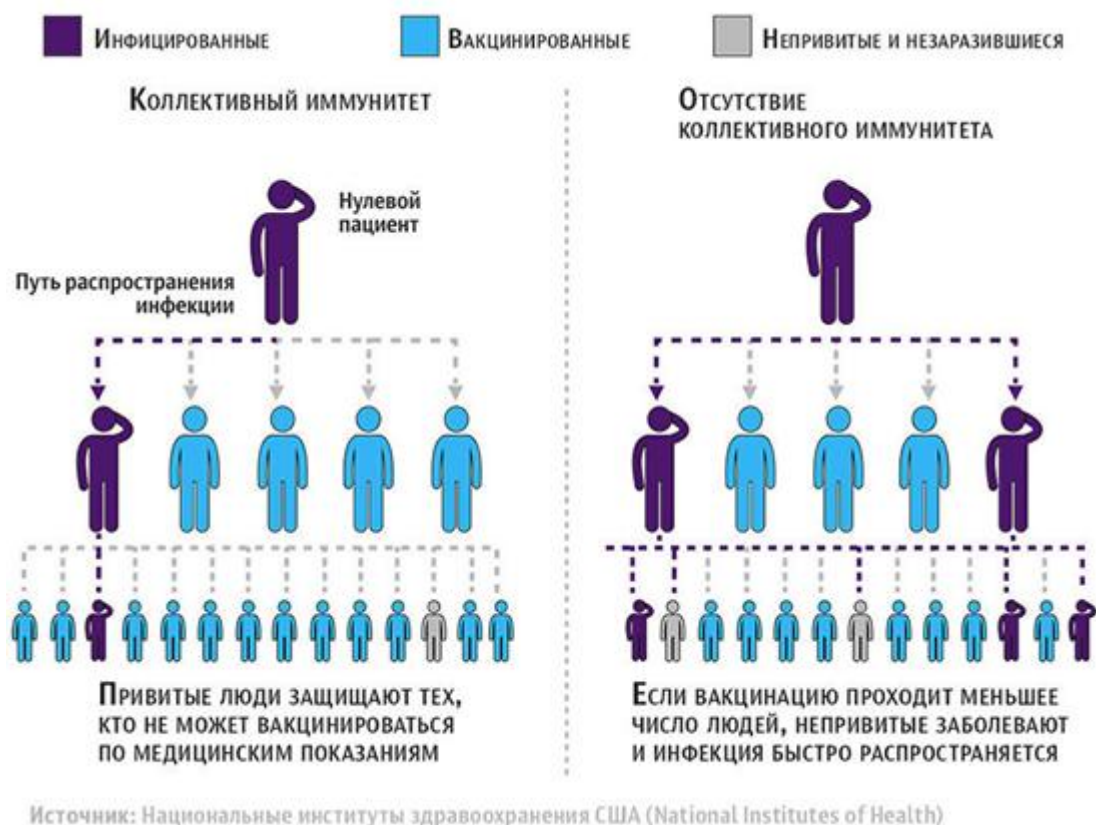 Инфицированные
Вакцинированные
Непривитые и незаразившиеся
Коллективный иммунитет
Нулевой
пациент
Путь распространения
инфекции
Привитые люди защищают тех,
кто не может вакцинироваться
по медицинским показаниям
Отсутствие
коллективного иммунитета
Если вакцинацию проходит меньшее
число людей, непривитые заболевают
и инфекция быстро распространяется
Источник: Национальные институты здравоохранения США (National Institutes of Health)